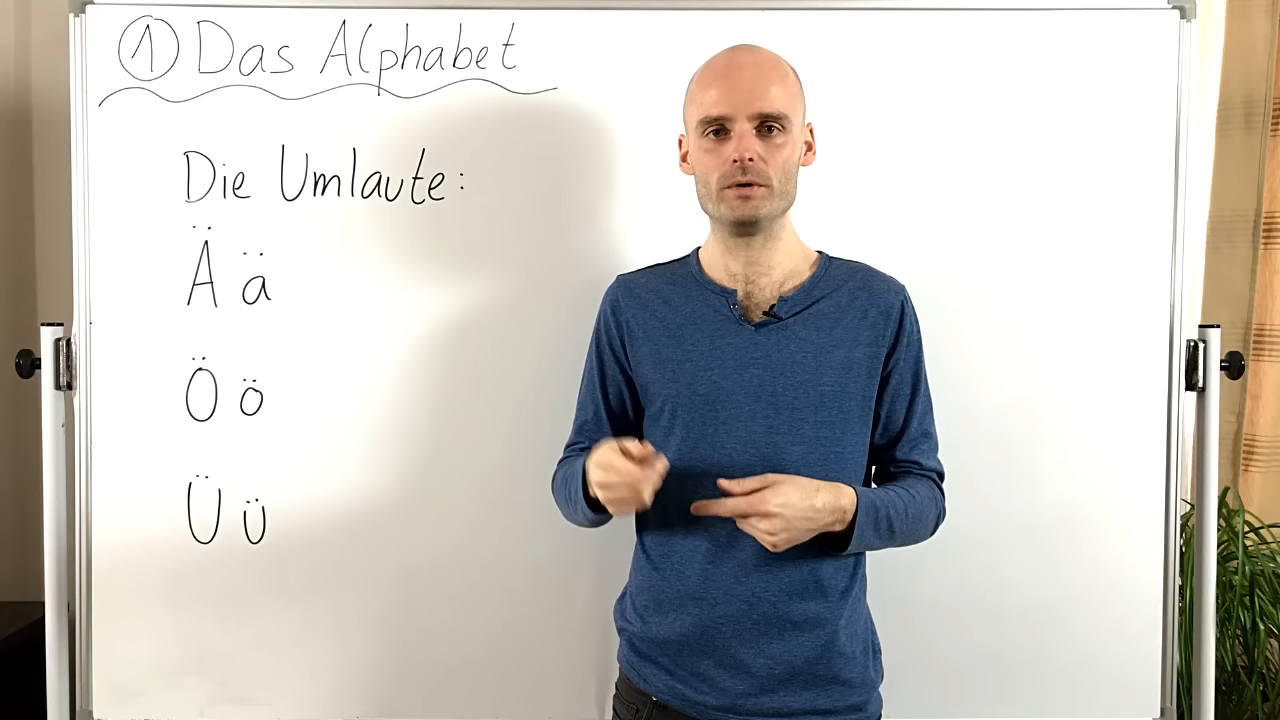 ① Das Alphabet
Die Umlaute:
Ä ä
Ö ö
Ü ü